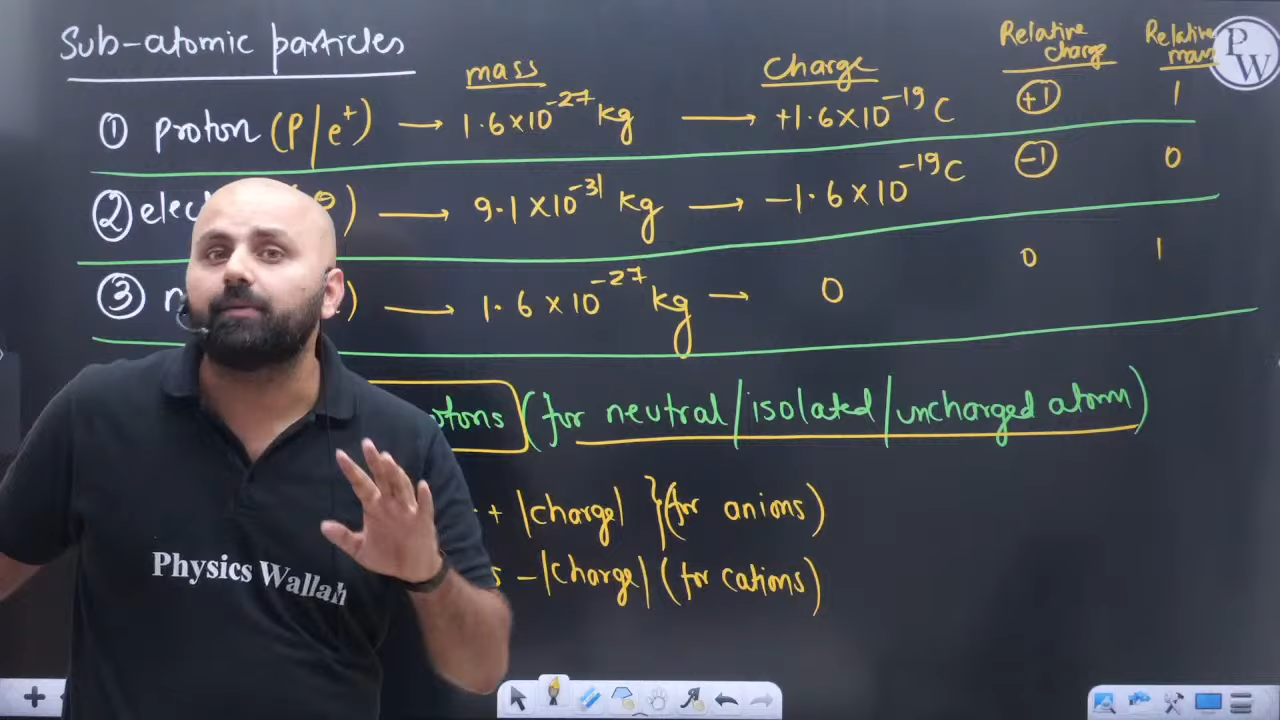 Sub-atomic particles
mass
Charge
Relative charge
Relative mass
P W
① proton (P/e⁺) → 1.6×10⁻²⁷ kg → +1.6×10⁻¹⁹ C +1 1
② elec → 9.1×10⁻³¹ kg → -1.6×10⁻¹⁹ C -1 0
③ n → 1.6×10⁻²⁷ kg → 0 0 1
otons (for neutral/isolated/uncharged atom)
+ |charge| } (for anions)
s - |Charge| (for cations)
Physics Wallah